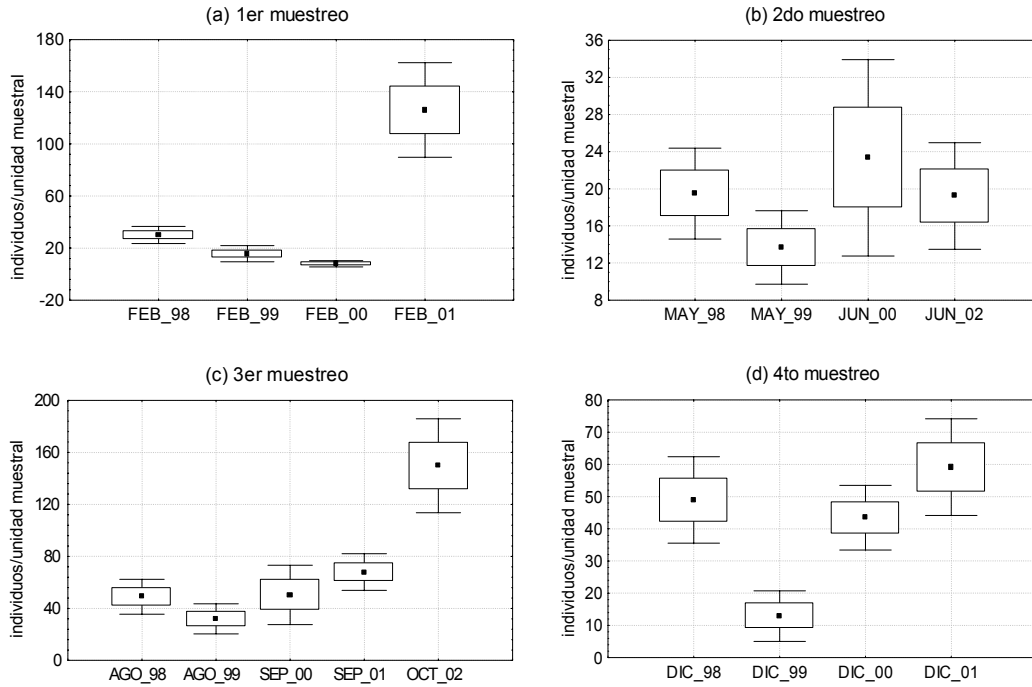 (a) 1er muestreo
individuos/unidad muestral
180
140
100
60
20
-20
FEB_98 FEB_99 FEB_00 FEB_01
(b) 2do muestreo
individuos/unidad muestral
36
32
28
24
20
16
12
8
MAY_98 MAY_99 JUN_00 JUN_02
(c) 3er muestreo
individuos/unidad muestral
200
160
120
80
40
0
AGO_98 AGO_99 SEP_00 SEP_01 OCT_02
(d) 4to muestreo
individuos/unidad muestral
80
70
60
50
40
30
20
10
0
DIC_98 DIC_99 DIC_00 DIC_01